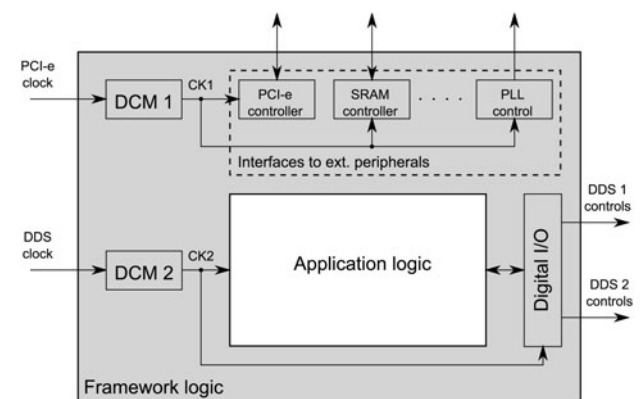 PCI-e
clock
DCM 1
CK1
PCI-e
controller
SRAM
controller
. . . .
PLL
control
Interfaces to ext. peripherals
DDS
clock
DCM 2
CK2
Application logic
Digital I/O
DDS 1
controls
DDS 2
controls
Framework logic